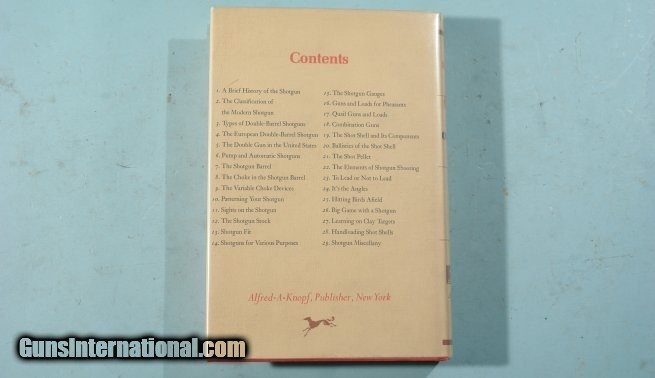 Contents
1. A Brief History of the Shotgun
2. The Classification of
the Modern Shotgun
3. Types of Double-Barrel Shotguns
4. The European Double-Barrel Shotgun
5. The Double Gun in the United States
6. Pump and Automatic Shotguns
7. The Shotgun Barrel
8. The Choke in the Shotgun Barrel
9. The Variable Choke Devices
10. Patterning Your Shotgun
11. Sights on the Shotgun
12. The Shotgun Stock
13. Shotgun Fit
14. Shotguns for Various Purposes
15. The Shotgun Gauges
16. Guns and Loads for Pheasants
17. Quail Guns and Loads
18. Combination Guns
19. The Shot Shell and Its Components
20. Ballistics of the Shot Shell
21. The Shot Pellet
22. The Elements of Shotgun Shooting
23. To Lead or Not to Lead
24. It's the Angles
25. Hitting Birds Afield
26. Big Game with a Shotgun
27. Learning on Clay Targets
28. Handloading Shot Shells
29. Shotgun Miscellany
Alfred·A·Knopf, Publisher, New York
GunsInternational.com